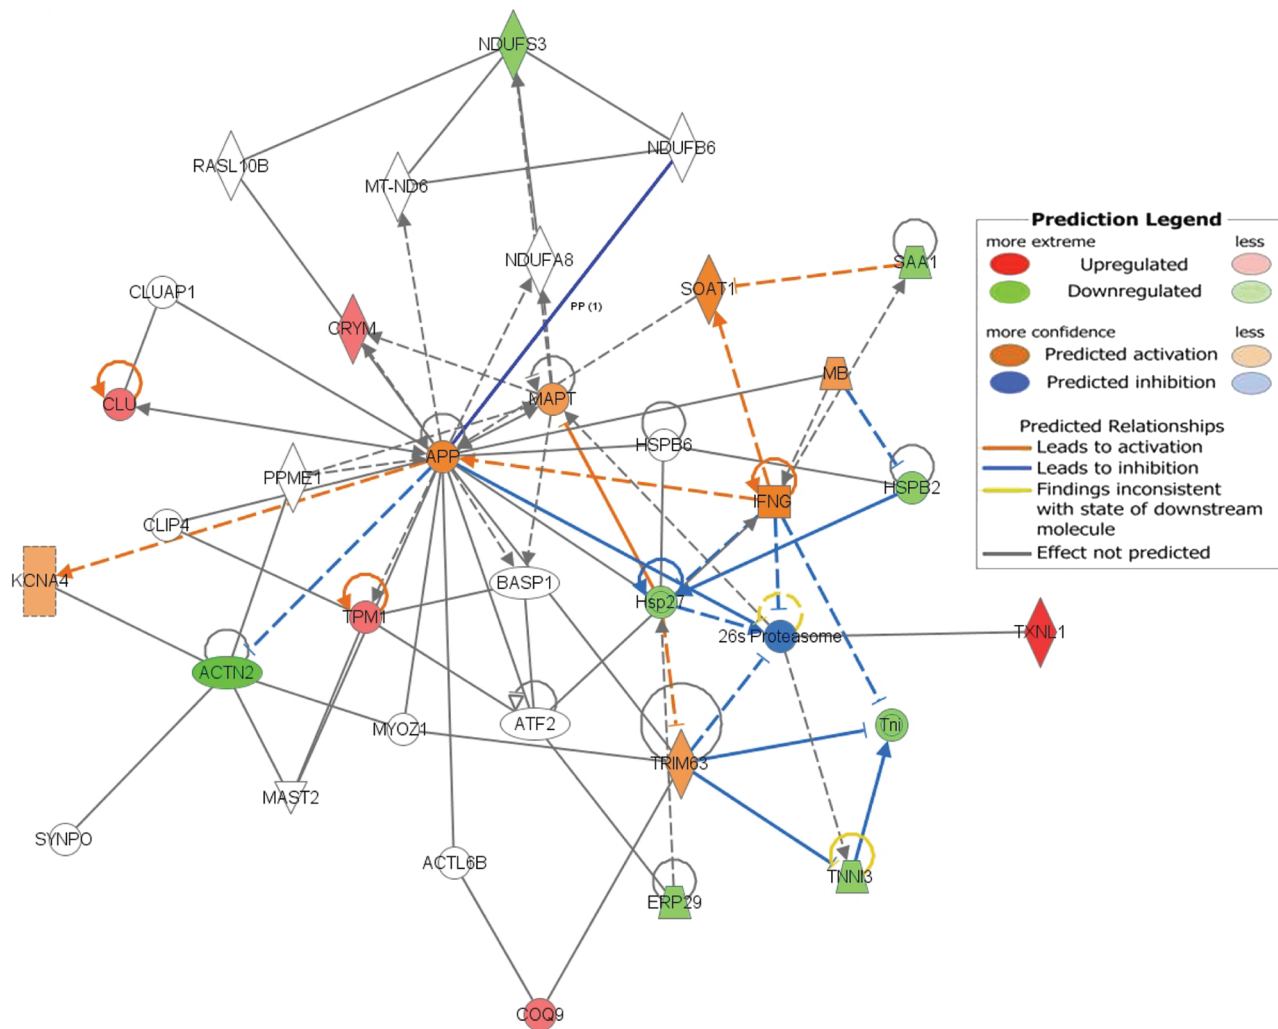 NDUFS3
NDUFB6
RASL10B
MT-ND6
Prediction Legend
more extreme
less
Upregulated
Downregulated
more confidence
less
Predicted activation
Predicted inhibition
Predicted Relationships
Leads to activation
Leads to inhibition
Findings inconsistent
with state of downstream
molecule
Effect not predicted
NDUFA8
SAA1
SOAT1
CLUAP1
PP (1)
CRYM
MB
CLU
MAPT
HSPB6
APP
PPME1
HSPB2
IFNG
CLIP4
KCNA4
BASP1
Hsp27
TPM1
26s Proteasome
TXNL1
ACTN2
MYOZ1
ATF2
Tni
TRIM63
MAST2
SYNPO
ACTL6B
TNNI3
ERP29
COQ9